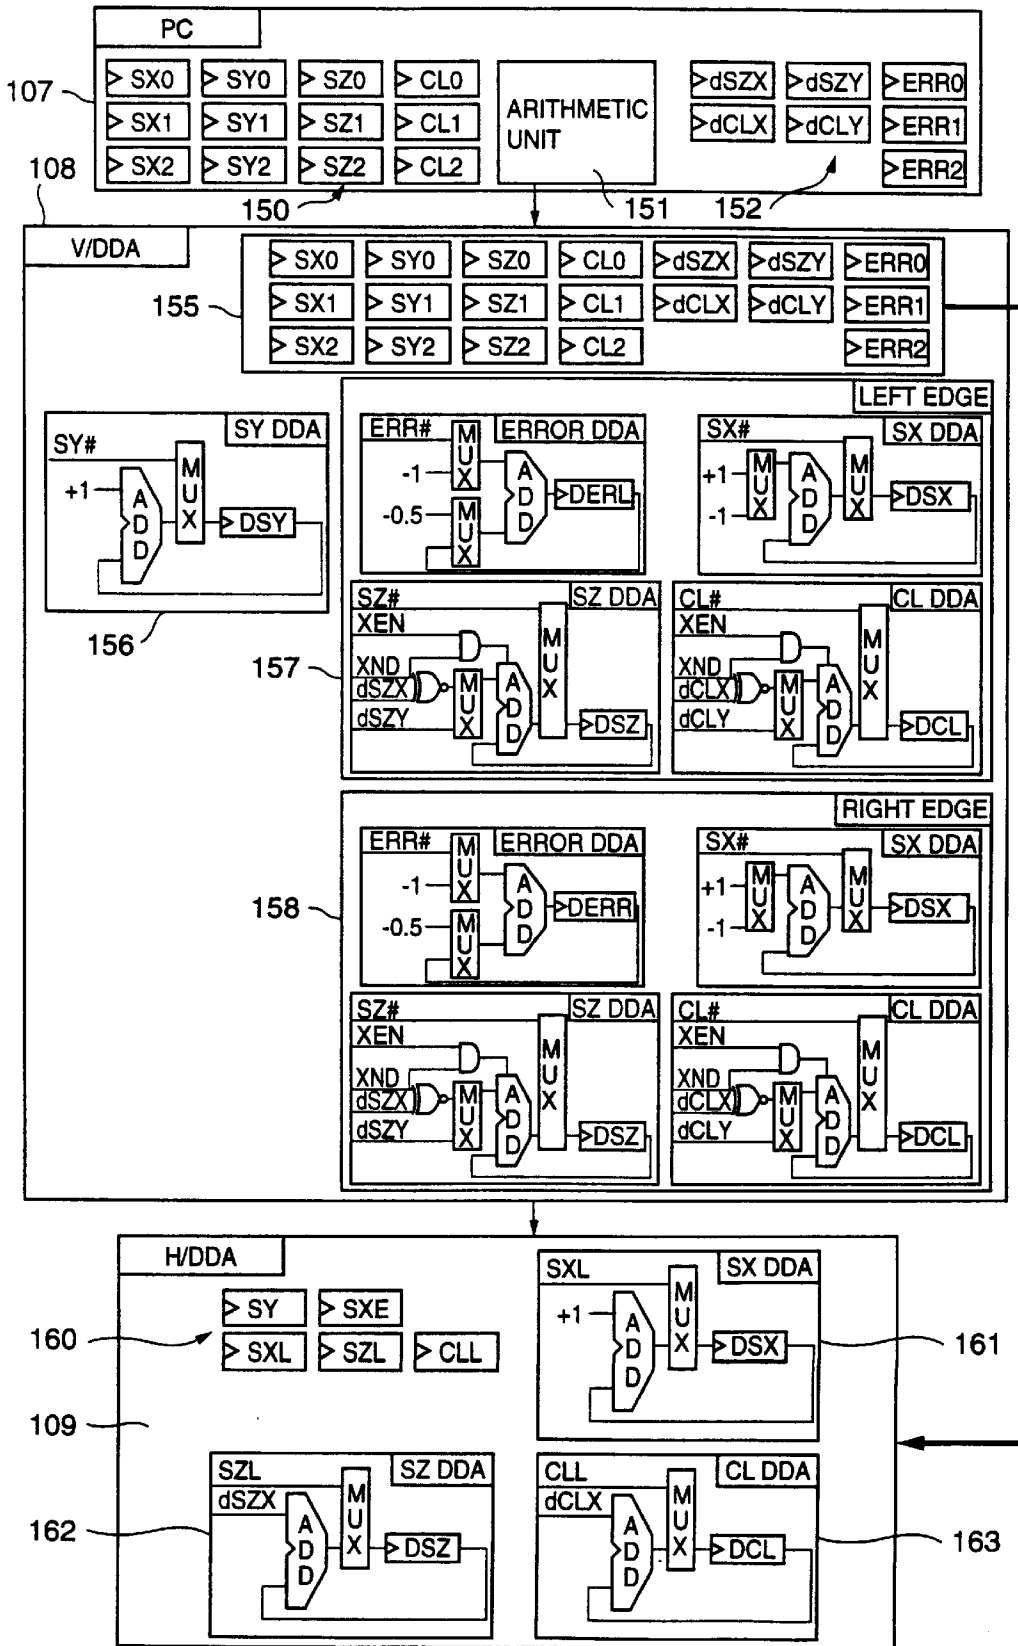 PC
107
> SX0 > SY0 > SZ0 > CL0
> SX1 > SY1 > SZ1 > CL1
> SX2 > SY2 > SZ2 > CL2
ARITHMETIC
UNIT
>dSZX >dSZY >ERR0
>dCLX >dCLY >ERR1
>ERR2
108
150
151
152
V/DDA
155
> SX0 > SY0 > SZ0 > CL0 >dSZX >dSZY >ERR0
> SX1 > SY1 > SZ1 > CL1 >dCLX >dCLY >ERR1
> SX2 > SY2 > SZ2 > CL2 >ERR2
LEFT EDGE
SY DDA
SY#
+1
ADD
MUX
>DSY
156
157
ERROR DDA
ERR#
-1
MUX
-0.5
MUX
ADD
>DERL
SX DDA
SX#
+1
-1
MUX
ADD
MUX
>DSX
SZ DDA
SZ#
XEN
XND
dSZX
dSZY
MUX
ADD
MUX
>DSZ
CL DDA
CL#
XEN
XND
dCLX
dCLY
MUX
ADD
MUX
>DCL
RIGHT EDGE
158
ERROR DDA
ERR#
-1
MUX
-0.5
MUX
ADD
>DERR
SX DDA
SX#
+1
-1
MUX
ADD
MUX
>DSX
SZ DDA
SZ#
XEN
XND
dSZX
dSZY
MUX
ADD
MUX
>DSZ
CL DDA
CL#
XEN
XND
dCLX
dCLY
MUX
ADD
MUX
>DCL
H/DDA
160
> SY > SXE
> SXL > SZL > CLL
109
SX DDA
SXL
+1
ADD
MUX
>DSX
161
SZ DDA
SZL
dSZX
ADD
MUX
>DSZ
162
CL DDA
CLL
dCLX
ADD
MUX
>DCL
163